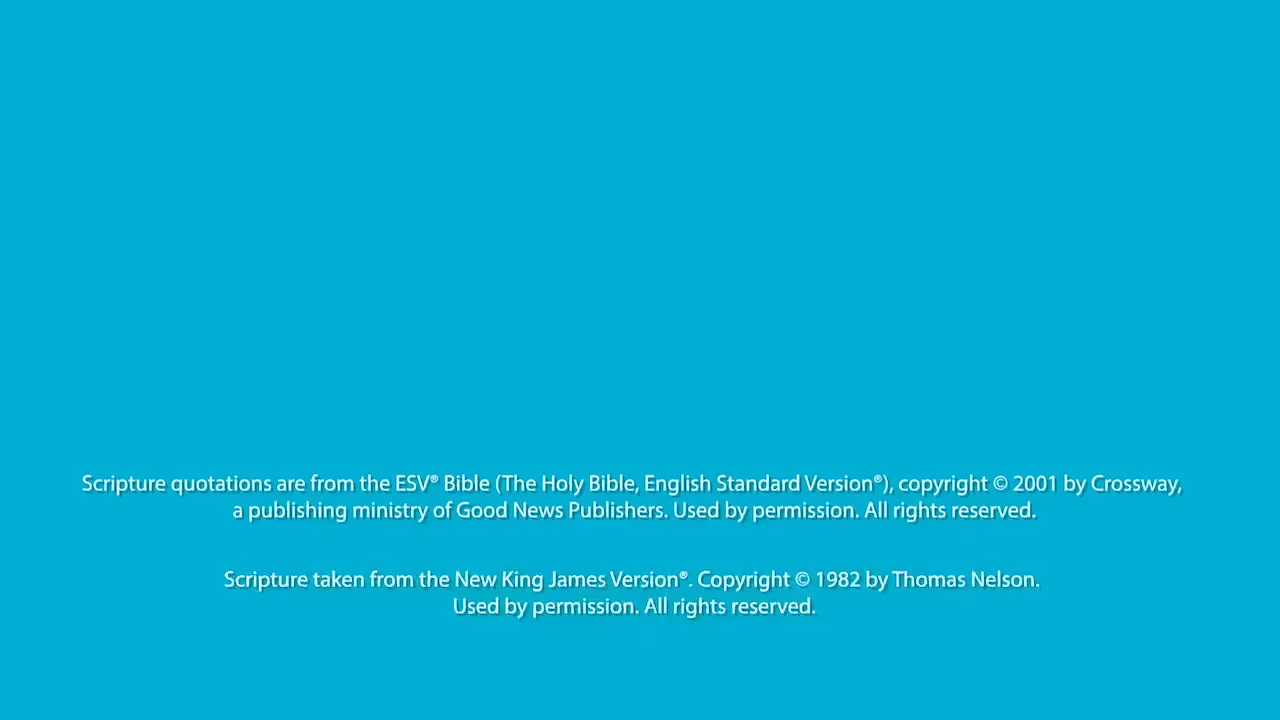 Scripture quotations are from the ESV® Bible (The Holy Bible, English Standard Version®), copyright © 2001 by Crossway,
a publishing ministry of Good News Publishers. Used by permission. All rights reserved.
Scripture taken from the New King James Version®. Copyright © 1982 by Thomas Nelson.
Used by permission. All rights reserved.